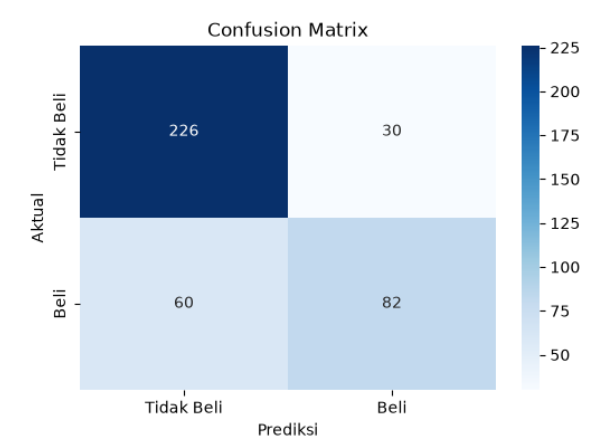 Confusion Matrix
Aktual
Tidak Beli
Beli
226
30
60
82
Tidak Beli
Beli
Prediksi
225
200
175
150
125
100
75
50